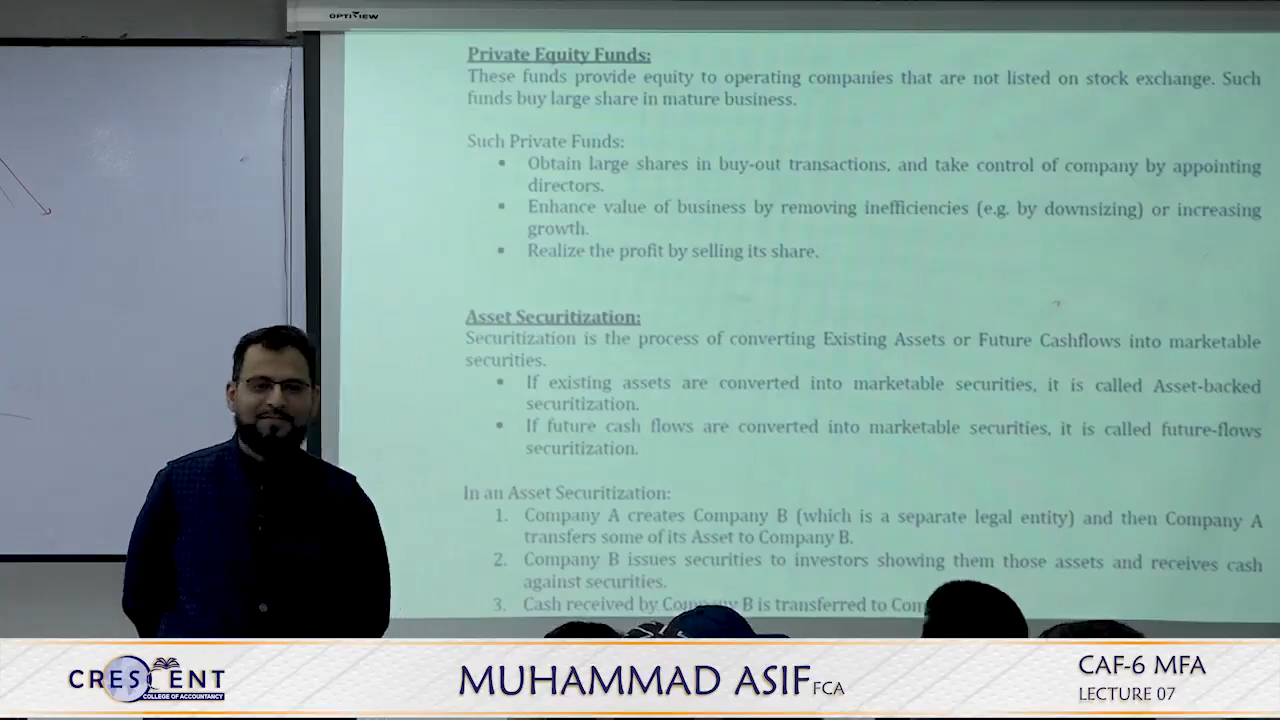 OPTIVIEW
Private Equity Funds:
These funds provide equity to operating companies that are not listed on stock exchange. Such
funds buy large share in mature business.
Such Private Funds:
▪ Obtain large shares in buy-out transactions, and take control of company by appointing
directors.
▪ Enhance value of business by removing inefficiencies (e.g. by downsizing) or increasing
growth.
▪ Realize the profit by selling its share.
Asset Securitization:
Securitization is the process of converting Existing Assets or Future Cashflows into marketable
securities.
• If existing assets are converted into marketable securities, it is called Asset-backed
securitization.
• If future cash flows are converted into marketable securities, it is called future-flows
securitization.
In an Asset Securitization:
1. Company A creates Company B (which is a separate legal entity) and then Company A
transfers some of its Asset to Company B.
2. Company B issues securities to investors showing them those assets and receives cash
against securities.
3. Cash received by Company B is transferred to
CRESCENT
COLLEGE OF ACCOUNTANCY
MUHAMMAD ASIF FCA
CAF-6 MFA
LECTURE 07